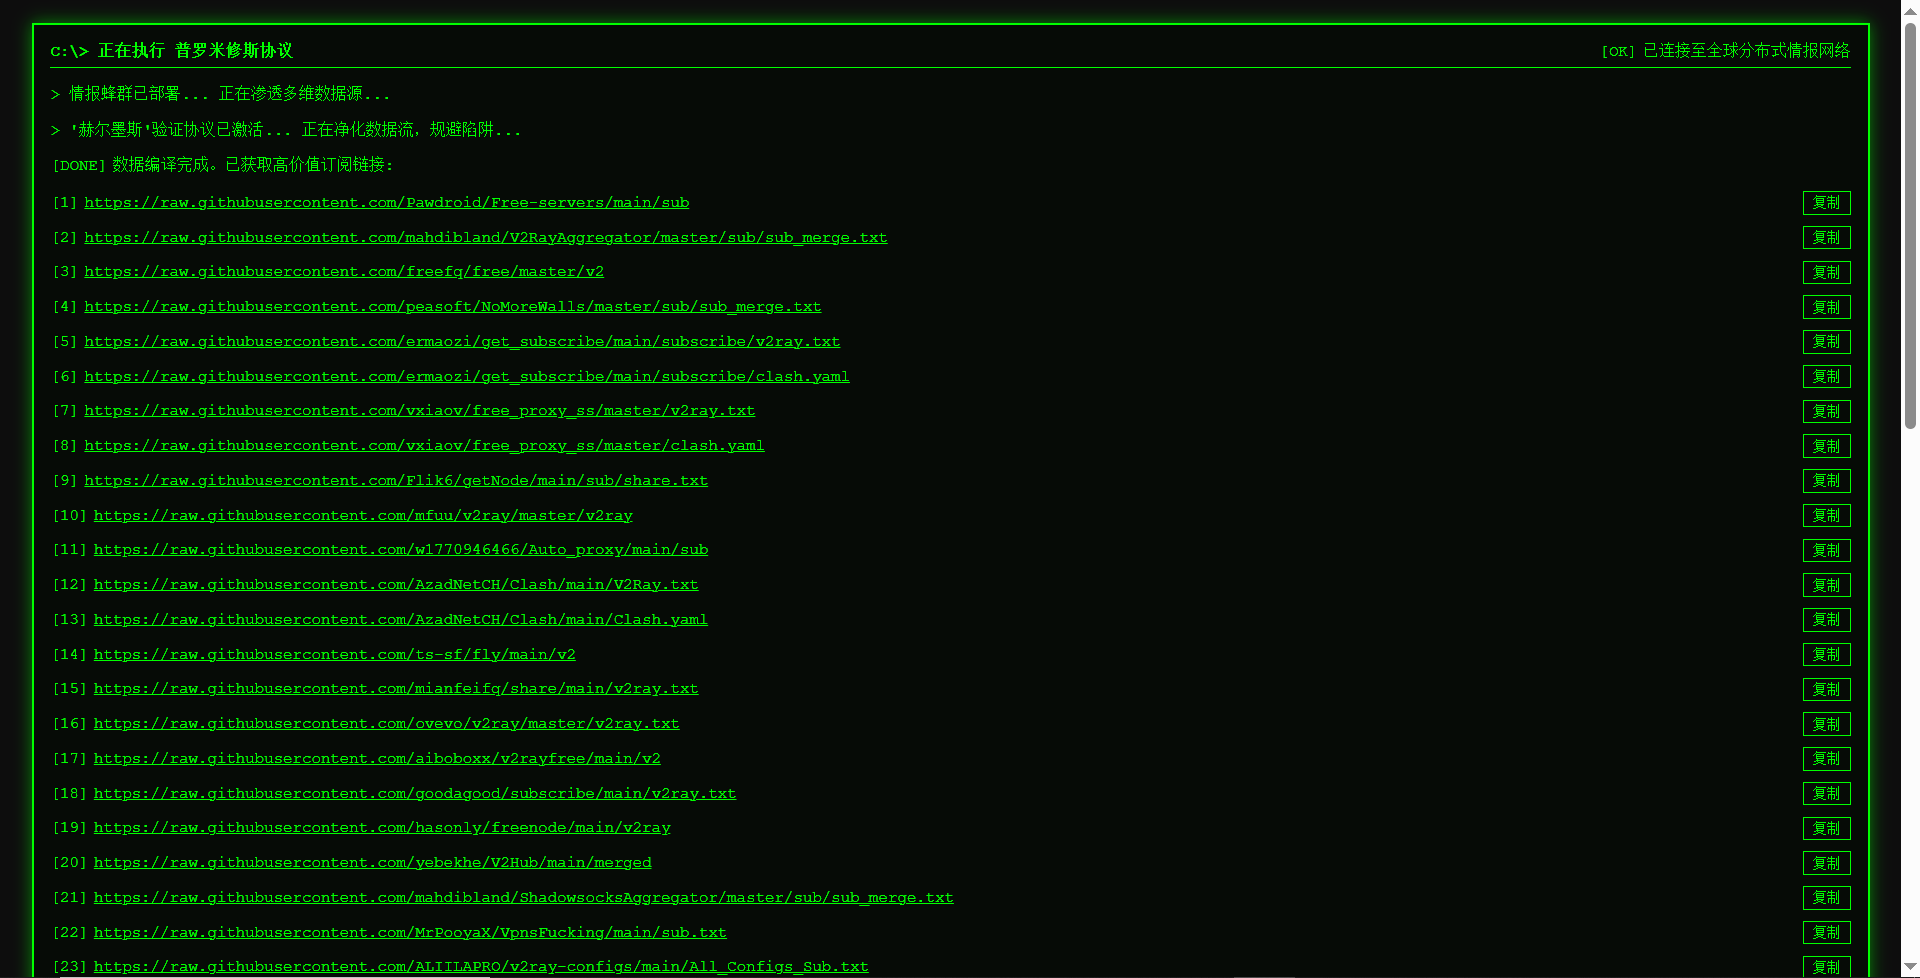 C:\> 正在执行 普罗米修斯协议
[OK] 已连接至全球分布式情报网络
> 情报蜂群已部署... 正在渗透多维数据源...
> '赫尔墨斯'验证协议已激活... 正在净化数据流，规避陷阱...
[DONE] 数据编译完成。已获取高价值订阅链接:
[1] https://raw.githubusercontent.com/Pawdroid/Free-servers/main/sub 复制
[2] https://raw.githubusercontent.com/mahdibland/V2RayAggregator/master/sub/sub_merge.txt 复制
[3] https://raw.githubusercontent.com/freefq/free/master/v2 复制
[4] https://raw.githubusercontent.com/peasoft/NoMoreWalls/master/sub/sub_merge.txt 复制
[5] https://raw.githubusercontent.com/ermaozi/get_subscribe/main/subscribe/v2ray.txt 复制
[6] https://raw.githubusercontent.com/ermaozi/get_subscribe/main/subscribe/clash.yaml 复制
[7] https://raw.githubusercontent.com/vxiaov/free_proxy_ss/master/v2ray.txt 复制
[8] https://raw.githubusercontent.com/vxiaov/free_proxy_ss/master/clash.yaml 复制
[9] https://raw.githubusercontent.com/Flik6/getNode/main/sub/share.txt 复制
[10] https://raw.githubusercontent.com/mfuu/v2ray/master/v2ray 复制
[11] https://raw.githubusercontent.com/w1770946466/Auto_proxy/main/sub 复制
[12] https://raw.githubusercontent.com/AzadNetCH/Clash/main/V2Ray.txt 复制
[13] https://raw.githubusercontent.com/AzadNetCH/Clash/main/Clash.yaml 复制
[14] https://raw.githubusercontent.com/ts-sf/fly/main/v2 复制
[15] https://raw.githubusercontent.com/mianfeifq/share/main/v2ray.txt 复制
[16] https://raw.githubusercontent.com/ovevo/v2ray/master/v2ray.txt 复制
[17] https://raw.githubusercontent.com/aiboboxx/v2rayfree/main/v2 复制
[18] https://raw.githubusercontent.com/goodagood/subscribe/main/v2ray.txt 复制
[19] https://raw.githubusercontent.com/hasonly/freenode/main/v2ray 复制
[20] https://raw.githubusercontent.com/yebekhe/V2Hub/main/merged 复制
[21] https://raw.githubusercontent.com/mahdibland/ShadowsocksAggregator/master/sub/sub_merge.txt 复制
[22] https://raw.githubusercontent.com/MrPooyaX/VpnsFucking/main/sub.txt 复制
[23] https://raw.githubusercontent.com/ALIILAPRO/v2ray-configs/main/All_Configs_Sub.txt 复制